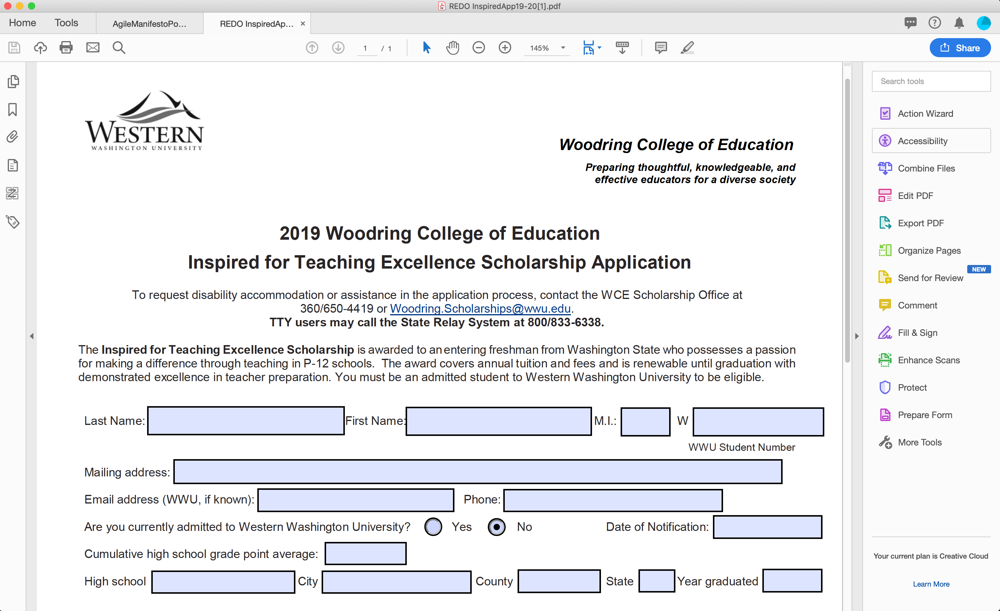 REDO InspiredApp19-20[1].pdf
Home Tools AgileManifestoPo... REDO InspiredAp... ×
1 / 1 145% Share
Search tools
Action Wizard
Accessibility
Combine Files
Edit PDF
Export PDF
Organize Pages
NEW
Send for Review
Comment
Fill & Sign
Enhance Scans
Protect
Prepare Form
More Tools
Your current plan is Creative Cloud
Learn More
WESTERN
WASHINGTON UNIVERSITY
Woodring College of Education
Preparing thoughtful, knowledgeable, and
effective educators for a diverse society
2019 Woodring College of Education
Inspired for Teaching Excellence Scholarship Application
To request disability accommodation or assistance in the application process, contact the WCE Scholarship Office at
360/650-4419 or Woodring.Scholarships@wwu.edu.
TTY users may call the State Relay System at 800/833-6338.
The Inspired for Teaching Excellence Scholarship is awarded to an entering freshman from Washington State who possesses a passion
for making a difference through teaching in P-12 schools. The award covers annual tuition and fees and is renewable until graduation with
demonstrated excellence in teacher preparation. You must be an admitted student to Western Washington University to be eligible.
Last Name: First Name: M.I.: W
WWU Student Number
Mailing address:
Email address (WWU, if known): Phone:
Are you currently admitted to Western Washington University? Yes No Date of Notification:
Cumulative high school grade point average:
High school City County State Year graduated